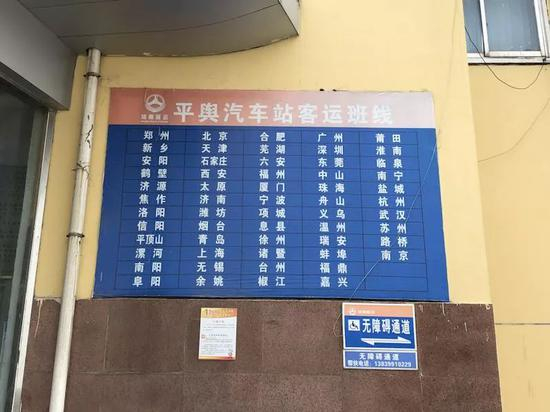 平舆汽车站客运班线
郑州 北京 合肥 广州 莆田
新乡 天津 芜湖 深圳 淮南
安阳 石家庄 六安 东莞 临泉
鹤壁 西安 福州 中山 南宁
济源 太原 厦门 珠海 盐城
焦作 济南 宁波 舟山 杭州
洛阳 潍坊 项城 义乌 武汉
信阳 烟台 息县 温州 苏州
平顶山 青岛 徐州 瑞安 路桥
漯河 上海 诸暨 蚌埠 南京
南阳 无锡 台州 福鼎
阜阳 余姚 椒江 嘉兴
无障碍通道
无障碍通道